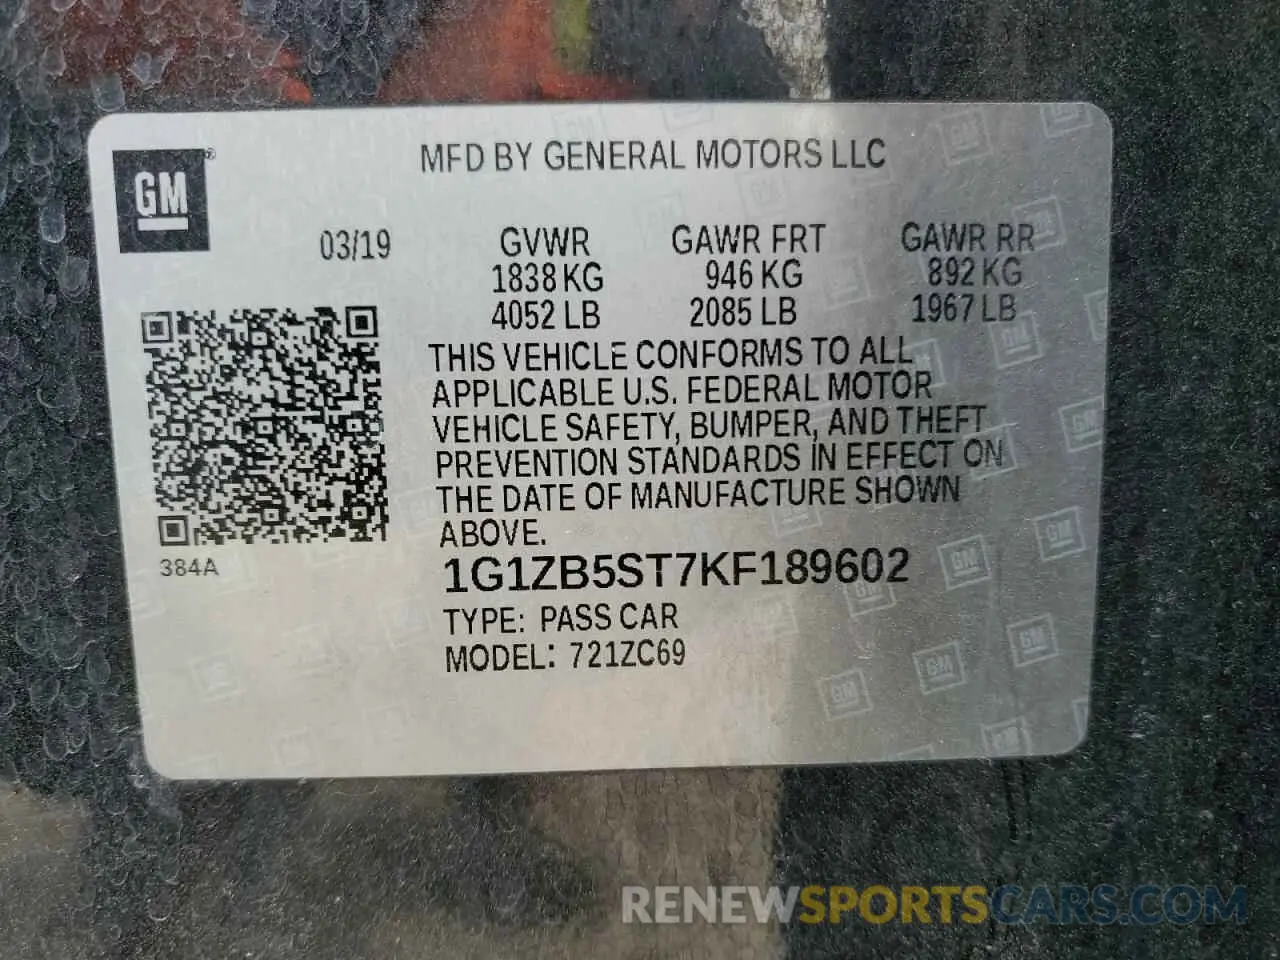 MFD BY GENERAL MOTORS LLC
GM
®
03/19 GVWR GAWR FRT GAWR RR
1838 KG 946 KG 892 KG
4052 LB 2085 LB 1967 LB
THIS VEHICLE CONFORMS TO ALL
APPLICABLE U.S. FEDERAL MOTOR
VEHICLE SAFETY, BUMPER, AND THEFT
PREVENTION STANDARDS IN EFFECT ON
THE DATE OF MANUFACTURE SHOWN
ABOVE.
384A
1G1ZB5ST7KF189602
TYPE: PASS CAR
MODEL: 721ZC69
RENEWSPORTSCARS.COM